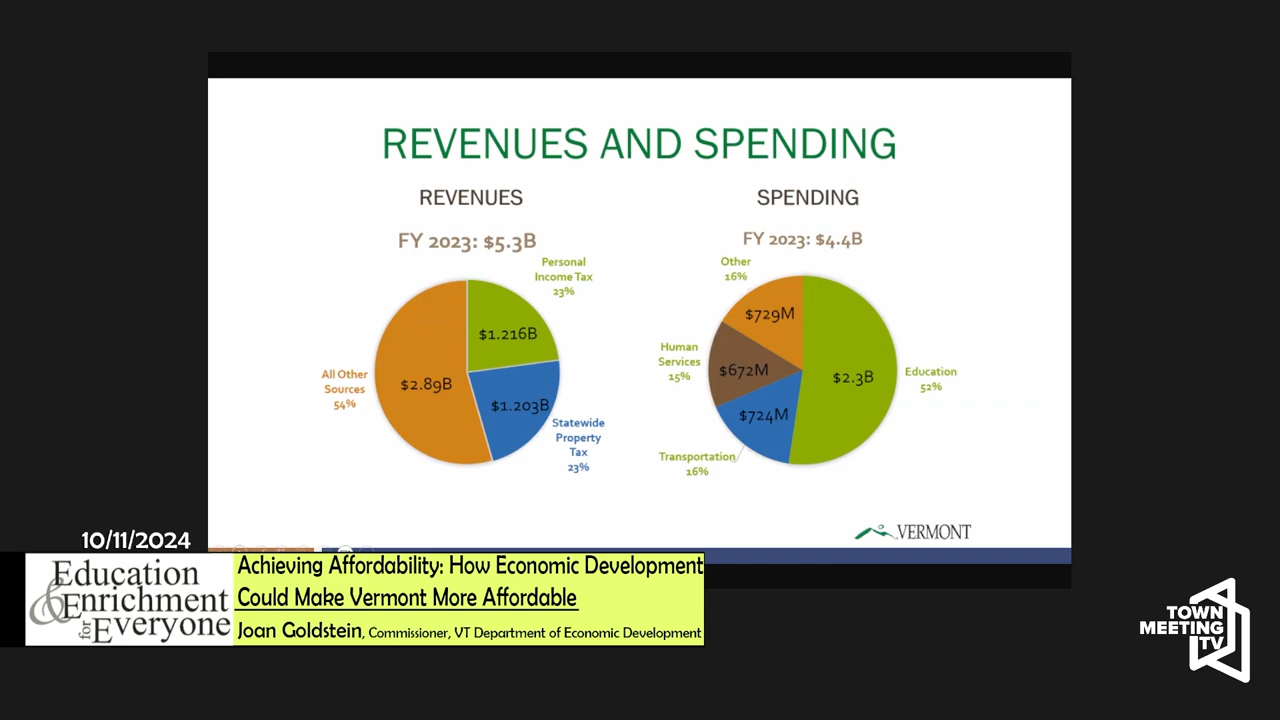 REVENUES AND SPENDING
REVENUES
FY 2023: $5.3B
Personal
Income Tax
23%
$1.216B
All Other
Sources
54%
$2.89B
$1.203B
Statewide
Property
Tax
23%
SPENDING
FY 2023: $4.4B
Other
16%
$729M
Human
Services
15%
$672M
$2.3B
Education
52%
$724M
Transportation
16%
VERMONT
10/11/2024
Education
& Enrichment
for Everyone
Achieving Affordability: How Economic Development
Could Make Vermont More Affordable
Joan Goldstein, Commissioner, VT Department of Economic Development
TOWN
MEETING
TV